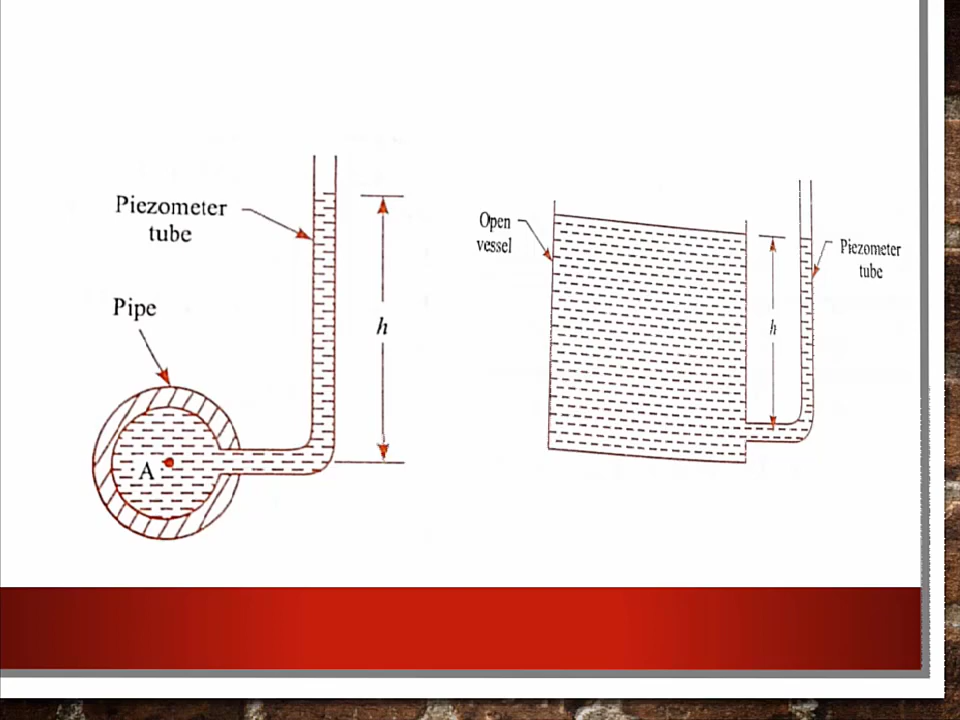 Piezometer
tube
Pipe
A
h
Open
vessel
h
Piezometer
tube